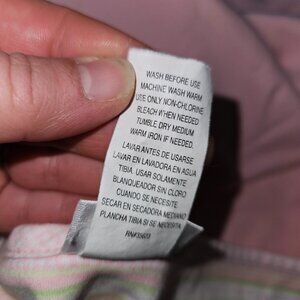 WASH BEFORE USE
MACHINE WASH WARM
USE ONLY NON-CHLORINE
BLEACH WHEN NEEDED
TUMBLE DRY MEDIUM
WARM IRON IF NEEDED.
LAVAR ANTES DE USARSE
LAVAR EN LAVADORA EN AGUA
TIBIA. USAR SOLAMENTE
BLANQUEADOR SIN CLORO
CUANDO SE NECESITE
SECAR EN SECADORA MEDIANO
PLANCHA TIBIA SI SE NECESITA